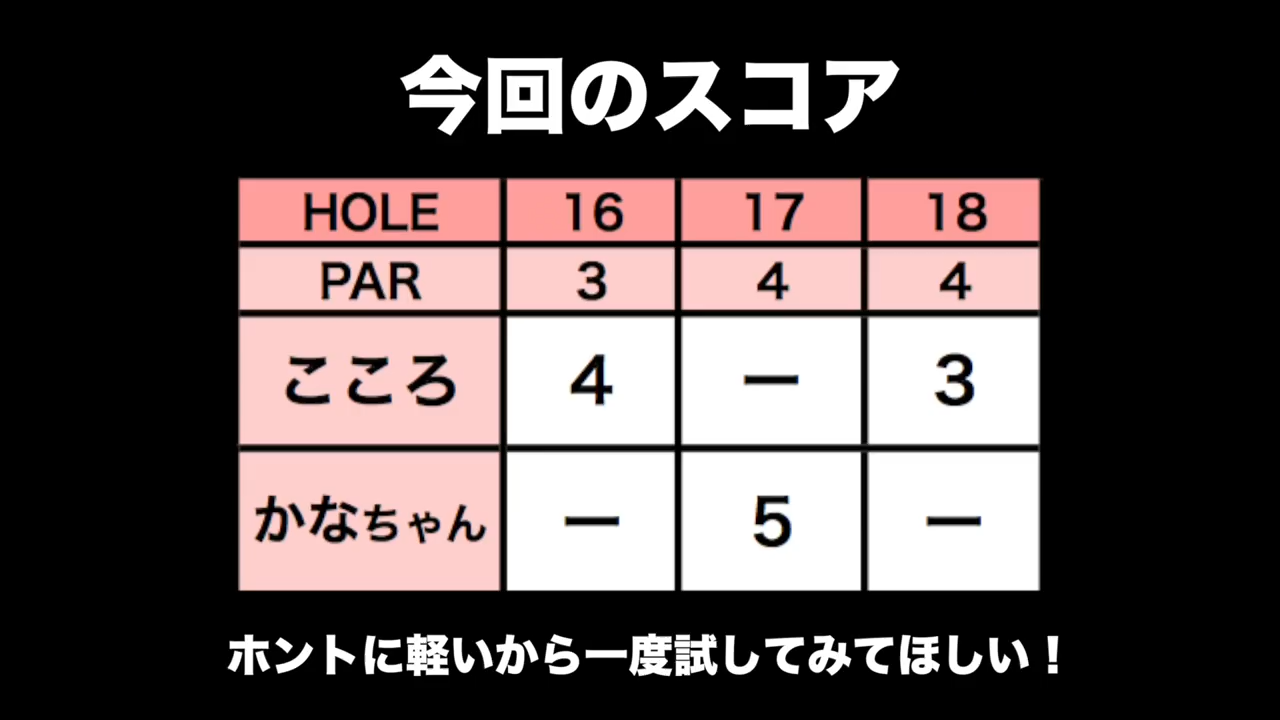 今回のスコア
HOLE 16 17 18
PAR 3 4 4
こころ 4 ー 3
かなちゃん ー 5 ー
ホントに軽いから一度試してみてほしい！